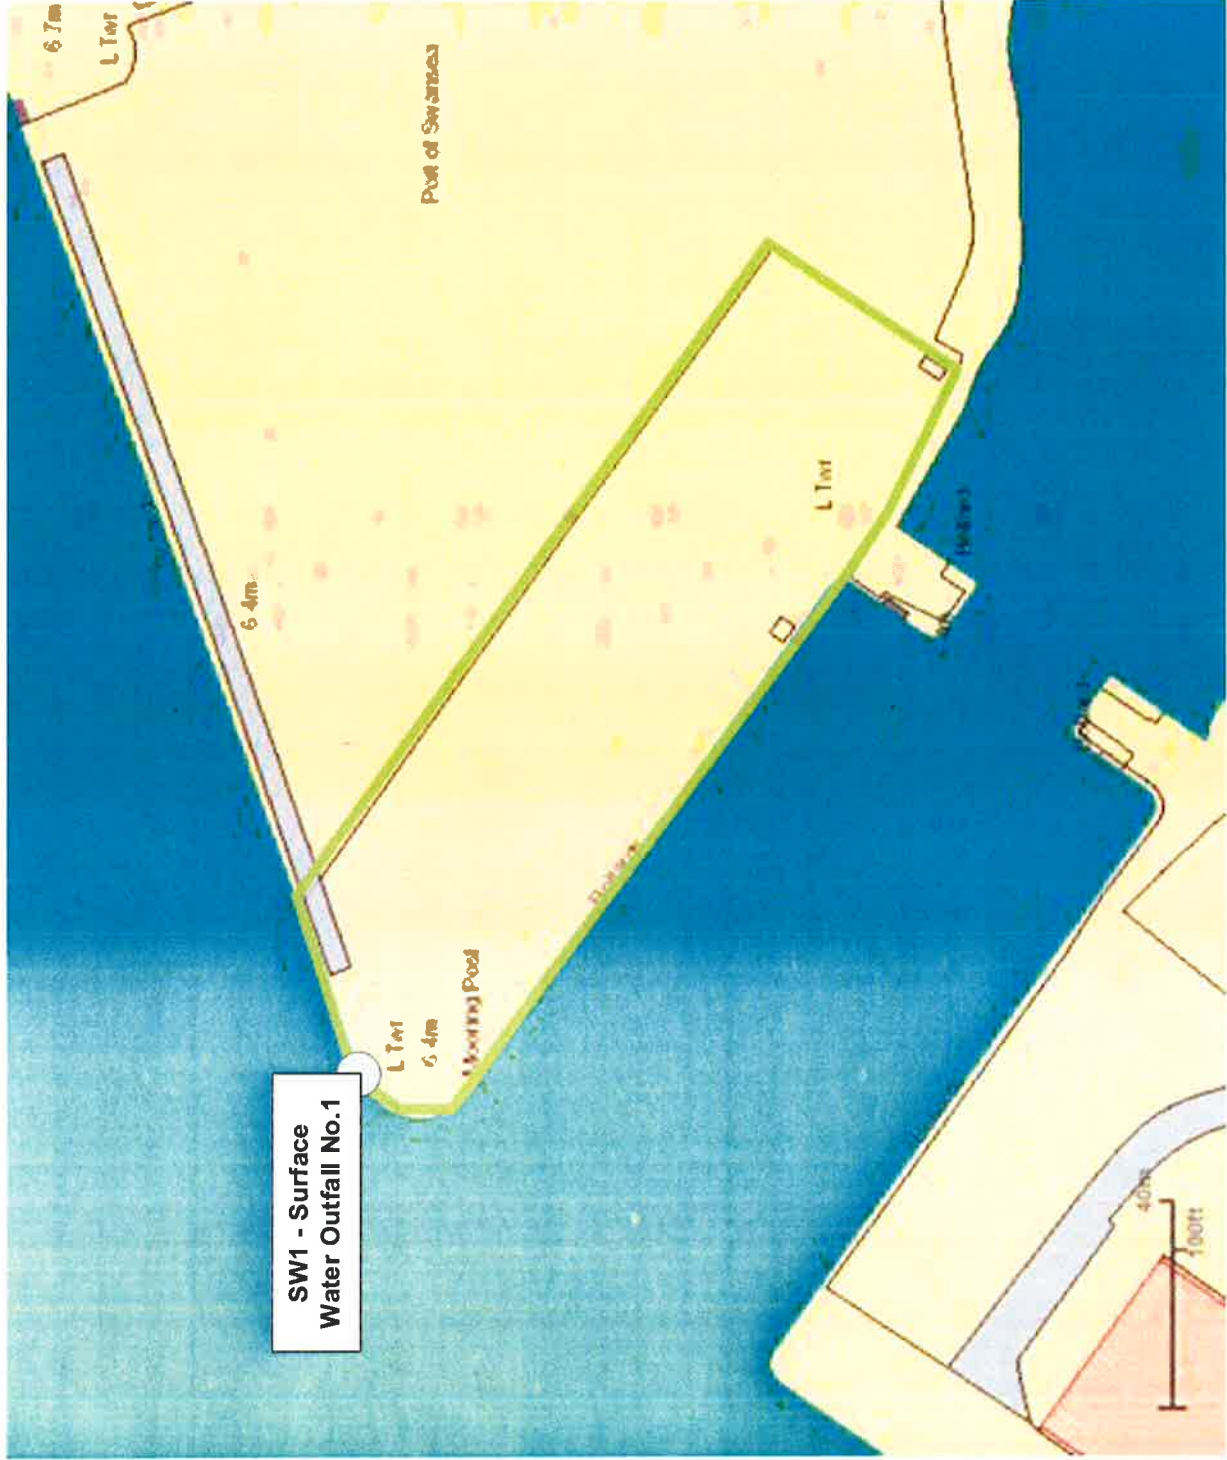 6.7m
L Twr
Port of Swansea
6.4m
L Twr
Bollards
Mooring Post
6.4m
L Twr
SW1 - Surface
Water Outfall No.1
40m
100ft